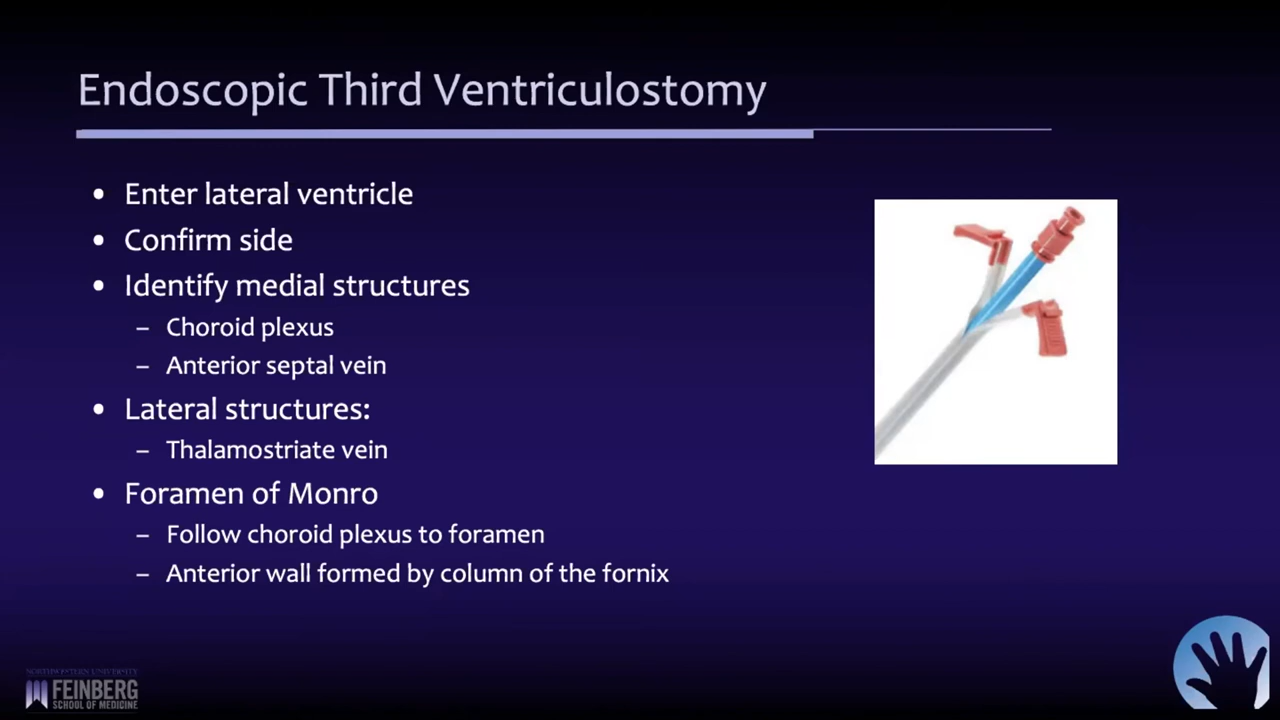 Endoscopic Third Ventriculostomy
• Enter lateral ventricle
• Confirm side
• Identify medial structures
– Choroid plexus
– Anterior septal vein
• Lateral structures:
– Thalamostriate vein
• Foramen of Monro
– Follow choroid plexus to foramen
– Anterior wall formed by column of the fornix
NORTHWESTERN UNIVERSITY
FEINBERG
SCHOOL OF MEDICINE